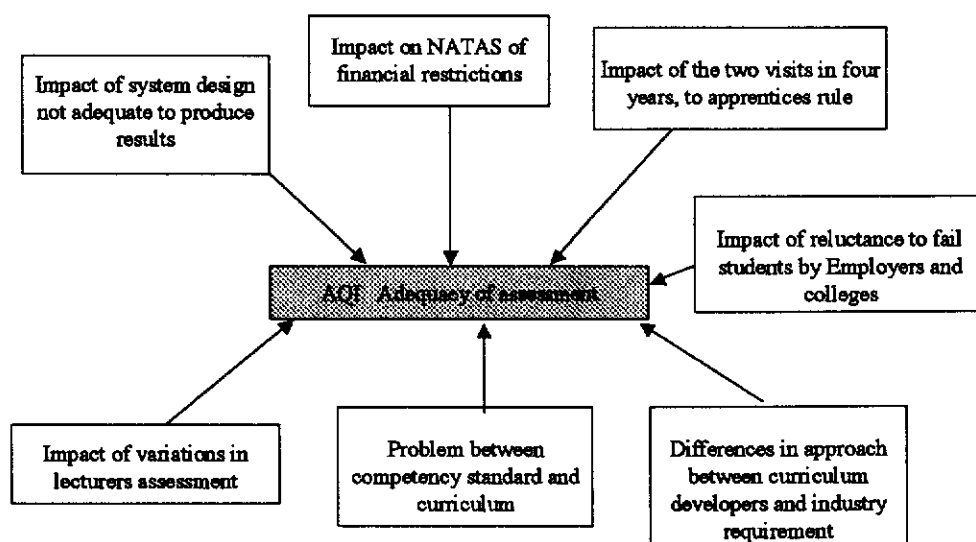 Impact on NATAS of
financial restrictions
Impact of system design
not adequate to produce
results
Impact of the two visits in four
years, to apprentices rule
Impact of reluctance to fail
students by Employers and
colleges
Adequacy of assessment
Impact of variations in
lecturers assessment
Problem between
competency standard and
curriculum
Differences in approach
between curriculum
developers and industry
requirement